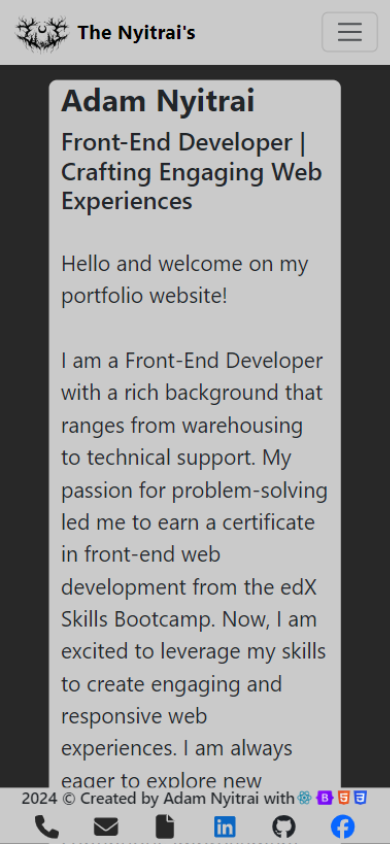 The Nyitrai's
Adam Nyitrai
Front-End Developer |
Crafting Engaging Web
Experiences
Hello and welcome on my
portfolio website!
I am a Front-End Developer
with a rich background that
ranges from warehousing
to technical support. My
passion for problem-solving
led me to earn a certificate
in front-end web
development from the edX
Skills Bootcamp. Now, I am
excited to leverage my skills
to create engaging and
responsive web
experiences. I am always
eager to explore new
2024 © Created by Adam Nyitrai with